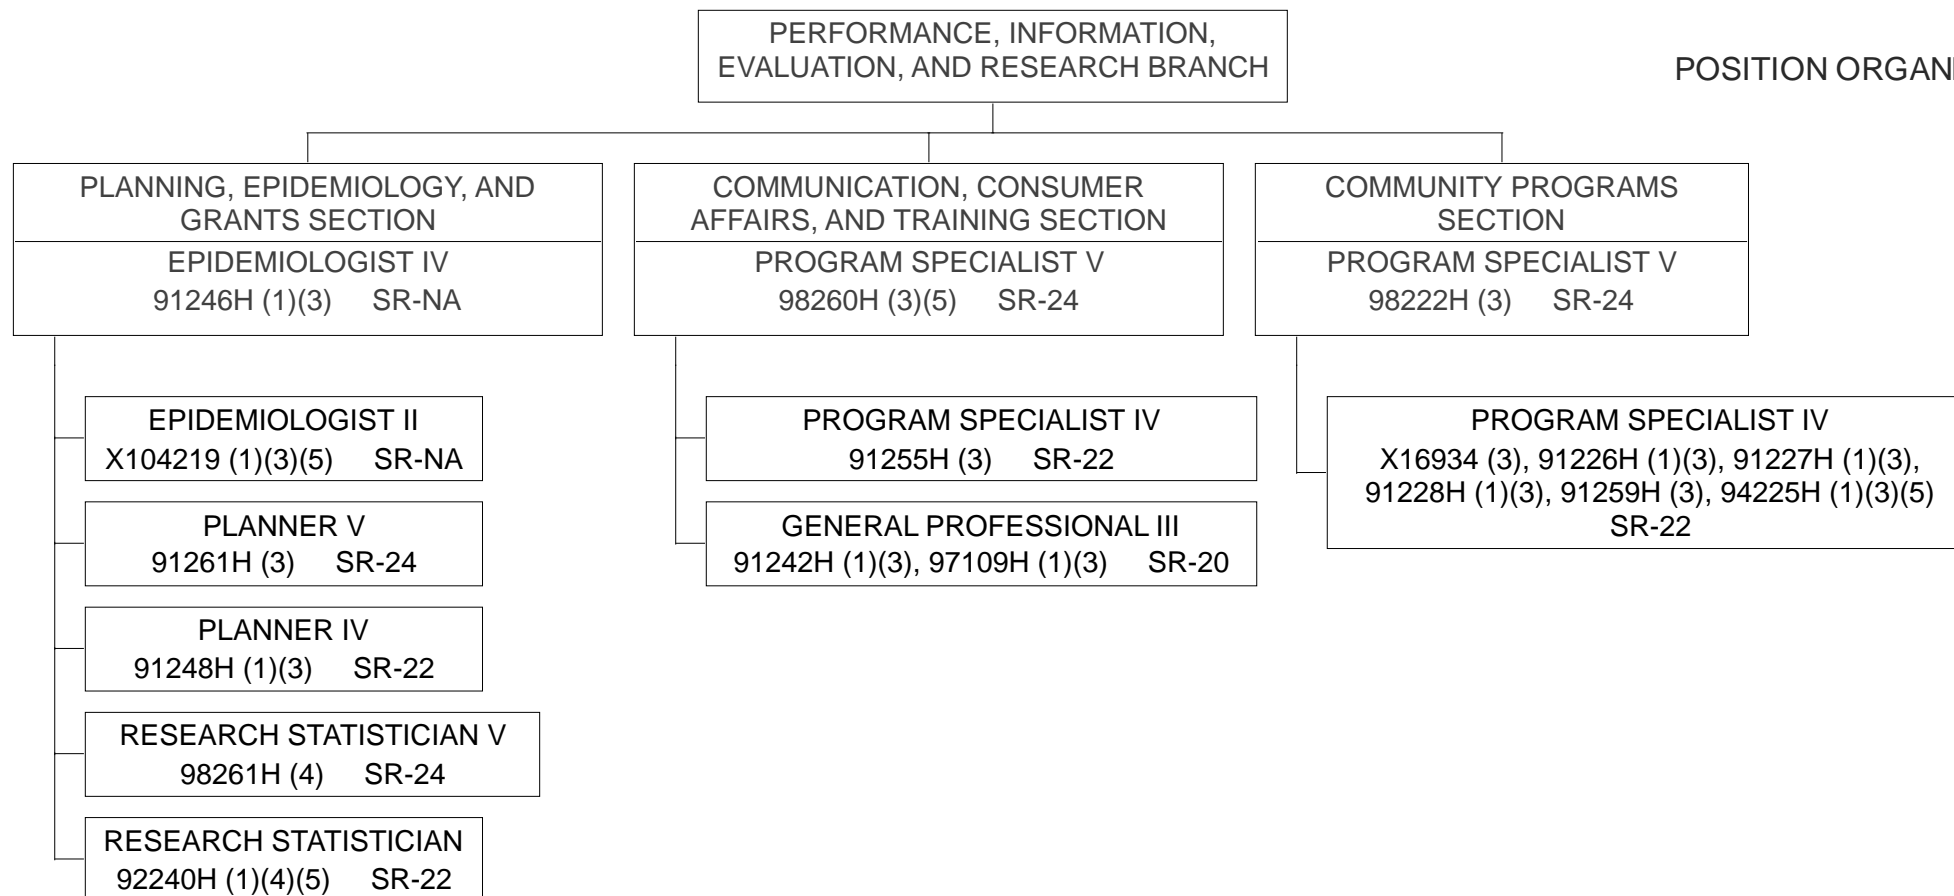 PERFORMANCE, INFORMATION,
EVALUATION, AND RESEARCH BRANCH
POSITION ORGANI
PLANNING, EPIDEMIOLOGY, AND
GRANTS SECTION
EPIDEMIOLOGIST IV
91246H (1)(3) SR-NA
COMMUNICATION, CONSUMER
AFFAIRS, AND TRAINING SECTION
PROGRAM SPECIALIST V
98260H (3)(5) SR-24
COMMUNITY PROGRAMS
SECTION
PROGRAM SPECIALIST V
98222H (3) SR-24
EPIDEMIOLOGIST II
X104219 (1)(3)(5) SR-NA
PLANNER V
91261H (3) SR-24
PLANNER IV
91248H (1)(3) SR-22
RESEARCH STATISTICIAN V
98261H (4) SR-24
RESEARCH STATISTICIAN
92240H (1)(4)(5) SR-22
PROGRAM SPECIALIST IV
91255H (3) SR-22
GENERAL PROFESSIONAL III
91242H (1)(3), 97109H (1)(3) SR-20
PROGRAM SPECIALIST IV
X16934 (3), 91226H (1)(3), 91227H (1)(3),
91228H (1)(3), 91259H (3), 94225H (1)(3)(5)
SR-22